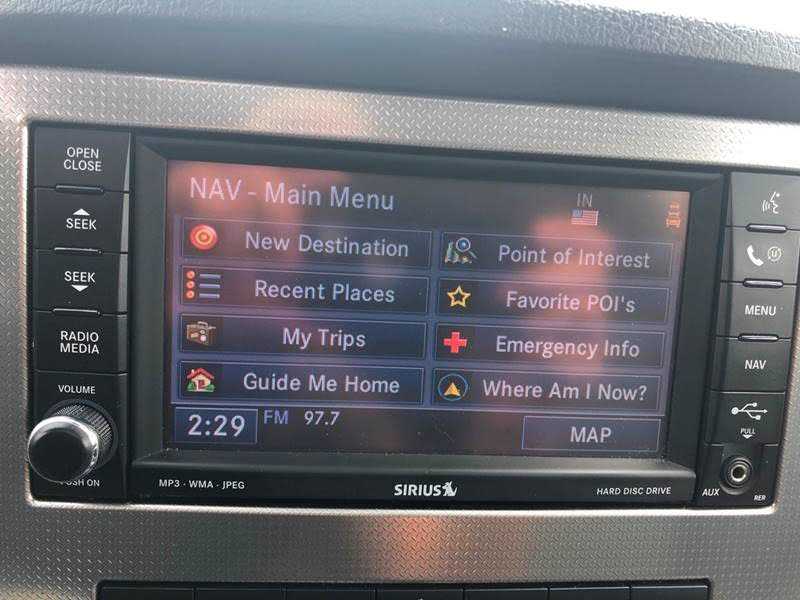 OPEN
CLOSE
SEEK
SEEK
RADIO
MEDIA
VOLUME
PUSH ON
NAV - Main Menu
IN
New Destination
Point of Interest
Recent Places
Favorite POI's
My Trips
Emergency Info
Guide Me Home
Where Am I Now?
2:29
FM 97.7
MAP
MP3 · WMA · JPEG
SIRIUS
HARD DISC DRIVE
U
MENU
NAV
PULL
AUX
RER